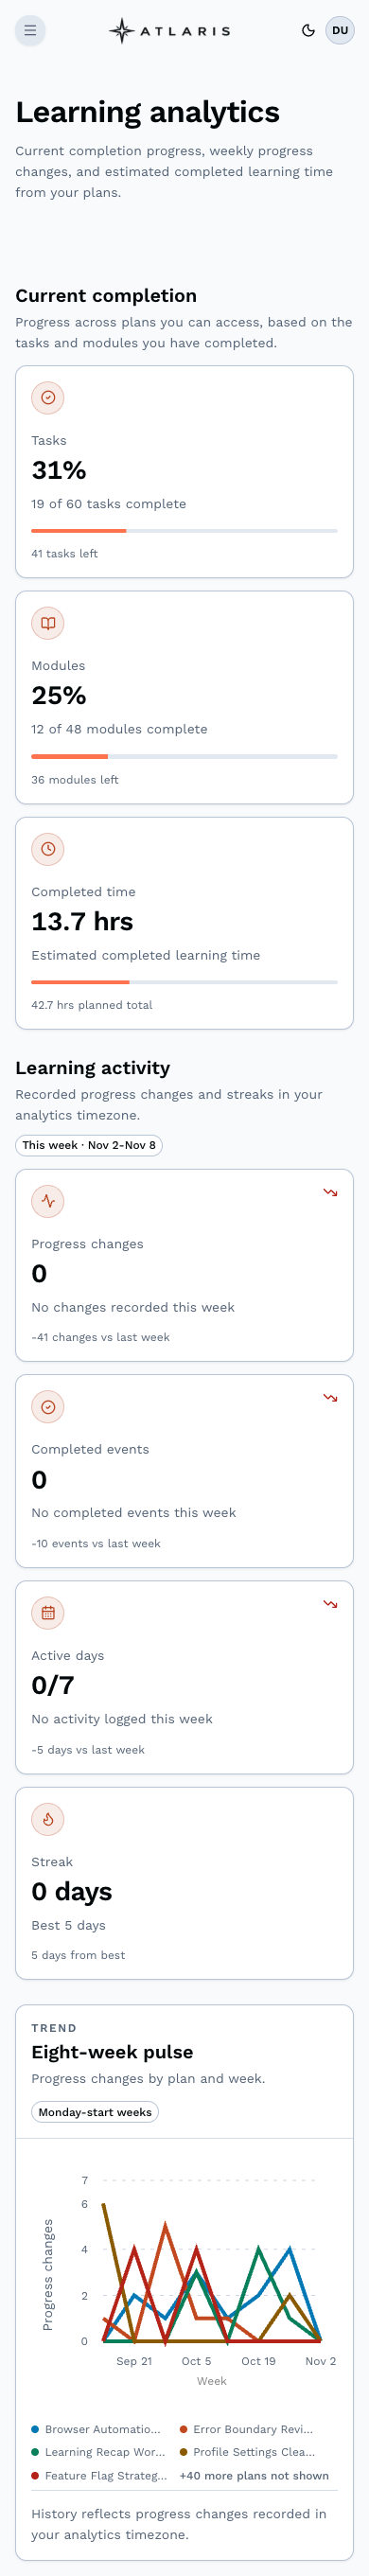 ATLARIS
DU
Learning analytics
Current completion progress, weekly progress
changes, and estimated completed learning time
from your plans.
Current completion
Progress across plans you can access, based on the
tasks and modules you have completed.
Tasks
31%
19 of 60 tasks complete
41 tasks left
Modules
25%
12 of 48 modules complete
36 modules left
Completed time
13.7 hrs
Estimated completed learning time
42.7 hrs planned total
Learning activity
Recorded progress changes and streaks in your
analytics timezone.
This week · Nov 2-Nov 8
Progress changes
0
No changes recorded this week
-41 changes vs last week
Completed events
0
No completed events this week
-10 events vs last week
Active days
0/7
No activity logged this week
-5 days vs last week
Streak
0 days
Best 5 days
5 days from best
TREND
Eight-week pulse
Progress changes by plan and week.
Monday-start weeks
Progress changes
7
6
4
2
0
Sep 21 Oct 5 Oct 19 Nov 2
Week
Browser Automatio... Error Boundary Revi...
Learning Recap Wor... Profile Settings Clea...
Feature Flag Strateg... +40 more plans not shown
History reflects progress changes recorded in
your analytics timezone.